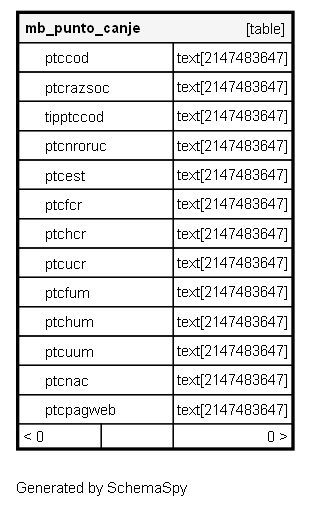 mb_punto_canje [table]
ptccod text[2147483647]
ptcrazsoc text[2147483647]
tipptccod text[2147483647]
ptcnroruc text[2147483647]
ptcest text[2147483647]
ptcfcr text[2147483647]
ptchcr text[2147483647]
ptcucr text[2147483647]
ptcfum text[2147483647]
ptchum text[2147483647]
ptcuum text[2147483647]
ptcnac text[2147483647]
ptcpagweb text[2147483647]
< 0 0 >
Generated by SchemaSpy